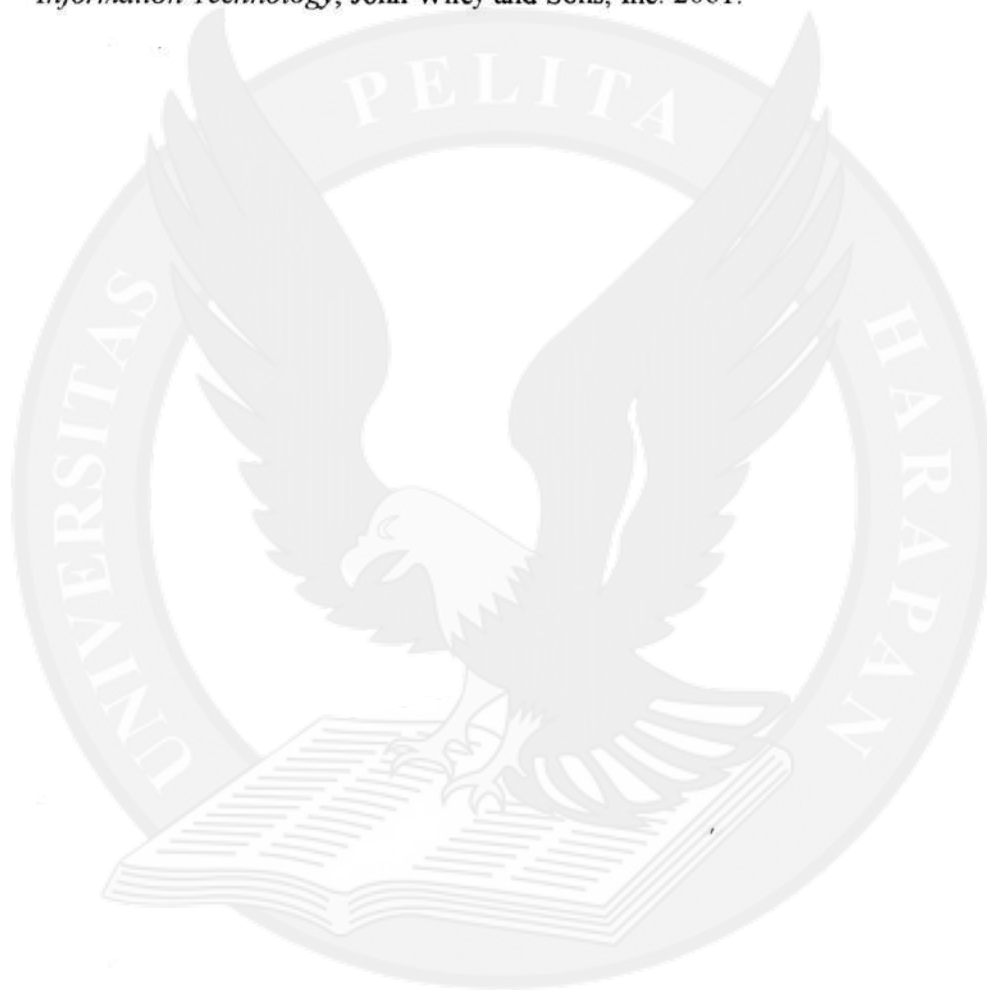 Information Technology, John Wiley and Sons, Inc. 2001.
PELITA
UNIVERSITAS
HARAPAN